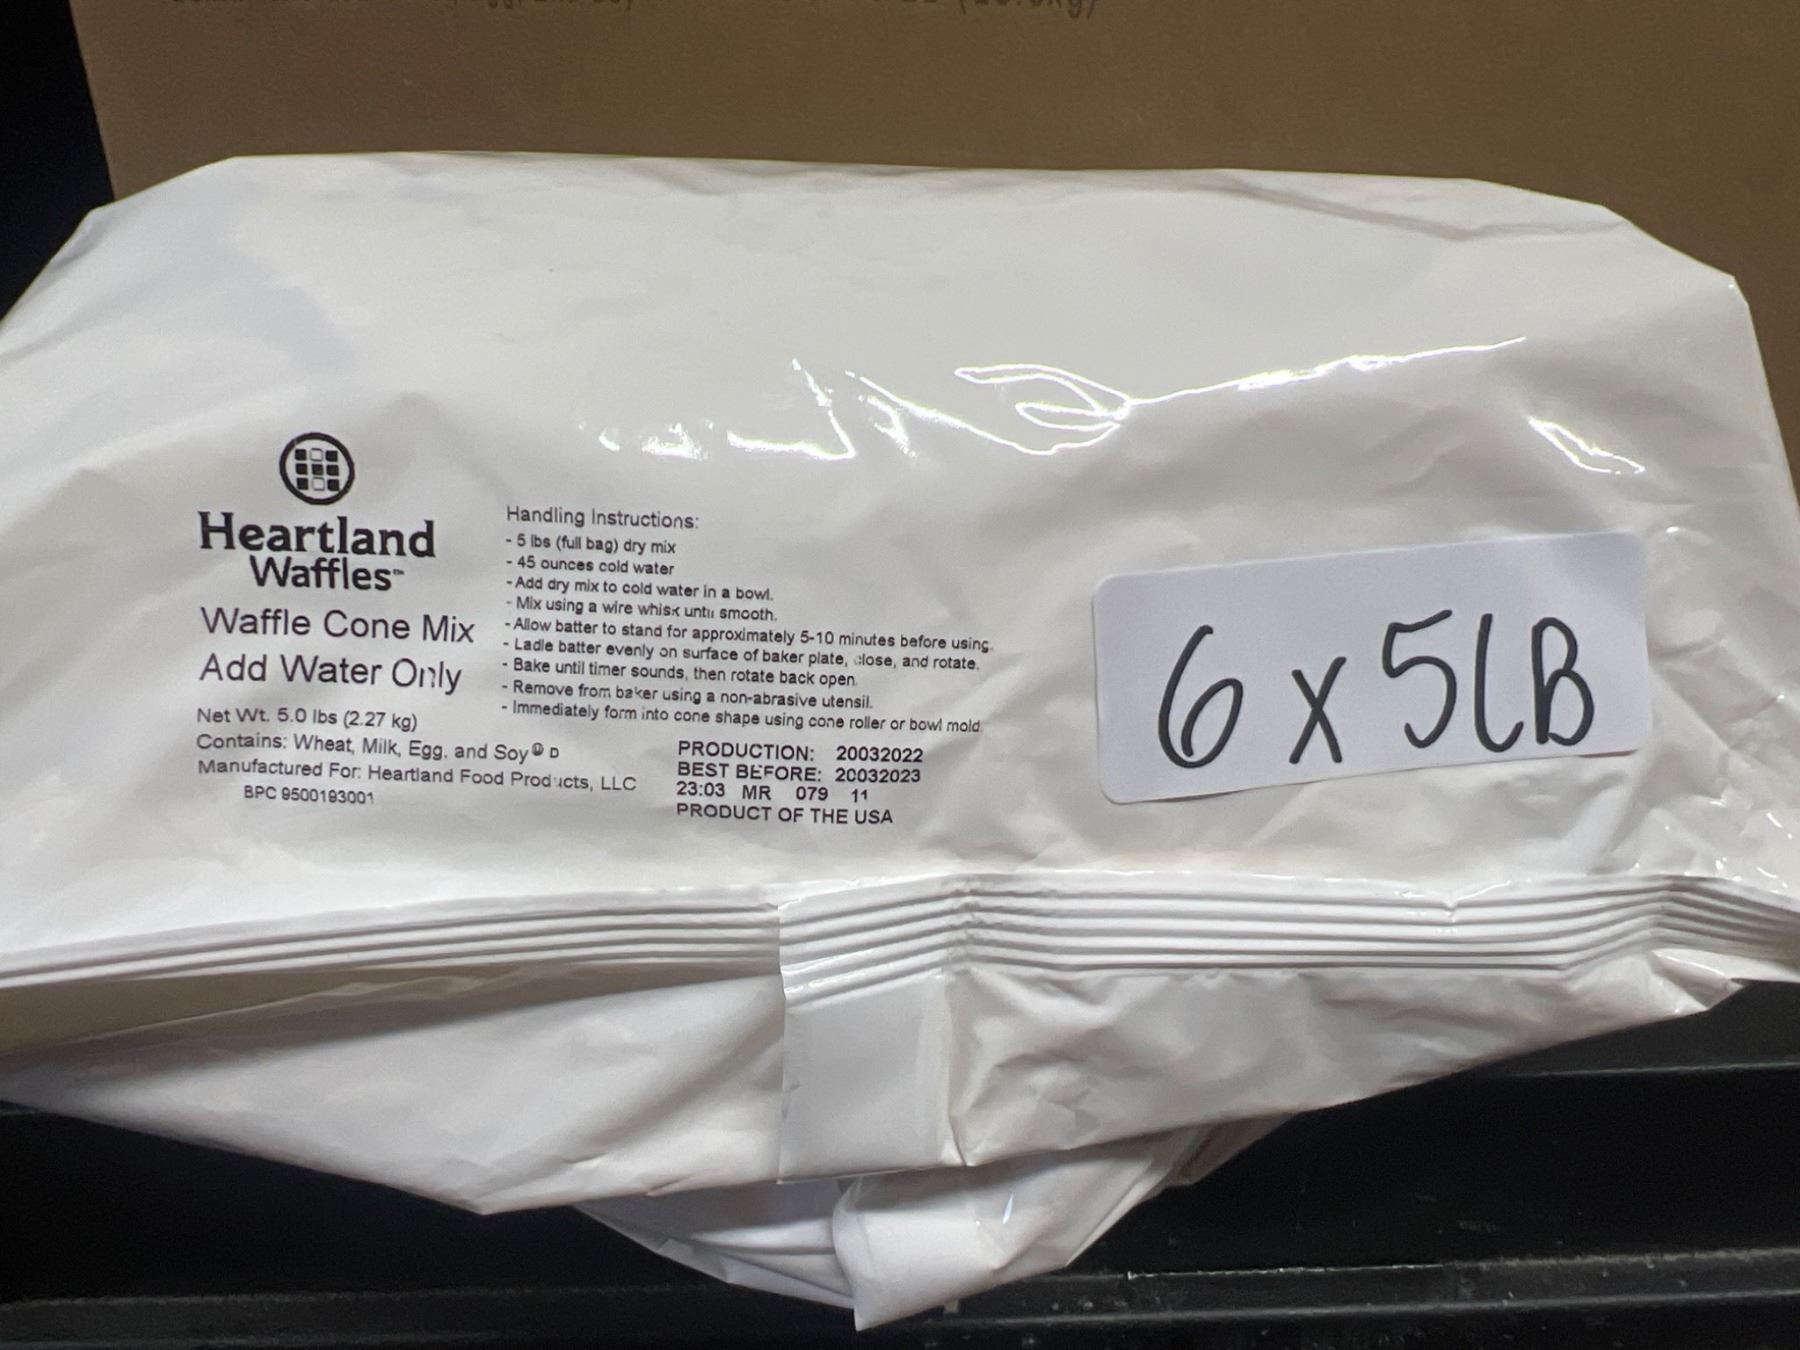 Heartland
Waffles™
Waffle Cone Mix
Add Water Only
Net Wt. 5.0 lbs (2.27 kg)
Contains: Wheat, Milk, Egg, and Soy Ⓤ D
Manufactured For: Heartland Food Products, LLC
BPC 9500193001
Handling Instructions:
- 5 lbs (full bag) dry mix
- 45 ounces cold water
- Add dry mix to cold water in a bowl.
- Mix using a wire whisk until smooth.
- Allow batter to stand for approximately 5-10 minutes before using.
- Ladle batter evenly on surface of baker plate, close, and rotate.
- Bake until timer sounds, then rotate back open.
- Remove from baker using a non-abrasive utensil.
- Immediately form into cone shape using cone roller or bowl mold.
PRODUCTION: 20032022
BEST BEFORE: 20032023
23:03 MR 079 11
PRODUCT OF THE USA
6 x 5LB